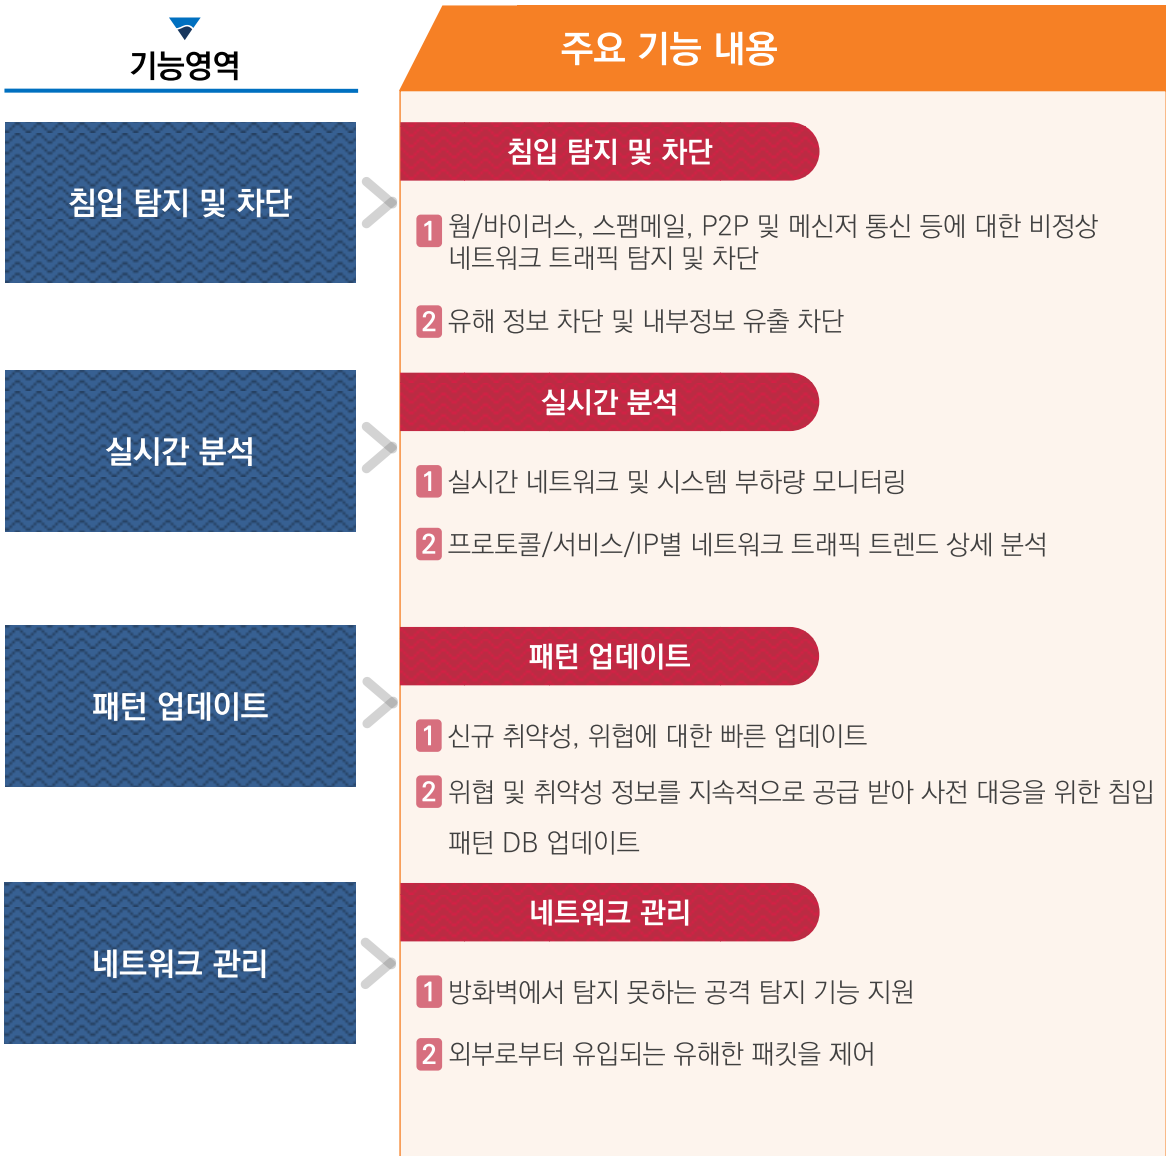 기능영역
주요 기능 내용
침입 탐지 및 차단
침입 탐지 및 차단
1 웜/바이러스, 스팸메일, P2P 및 메신저 통신 등에 대한 비정상
네트워크 트래픽 탐지 및 차단
2 유해 정보 차단 및 내부정보 유출 차단
실시간 분석
실시간 분석
1 실시간 네트워크 및 시스템 부하량 모니터링
2 프로토콜/서비스/IP별 네트워크 트래픽 트렌드 상세 분석
패턴 업데이트
패턴 업데이트
1 신규 취약성, 위협에 대한 빠른 업데이트
2 위협 및 취약성 정보를 지속적으로 공급 받아 사전 대응을 위한 침입
패턴 DB 업데이트
네트워크 관리
네트워크 관리
1 방화벽에서 탐지 못하는 공격 탐지 기능 지원
2 외부로부터 유입되는 유해한 패킷을 제어